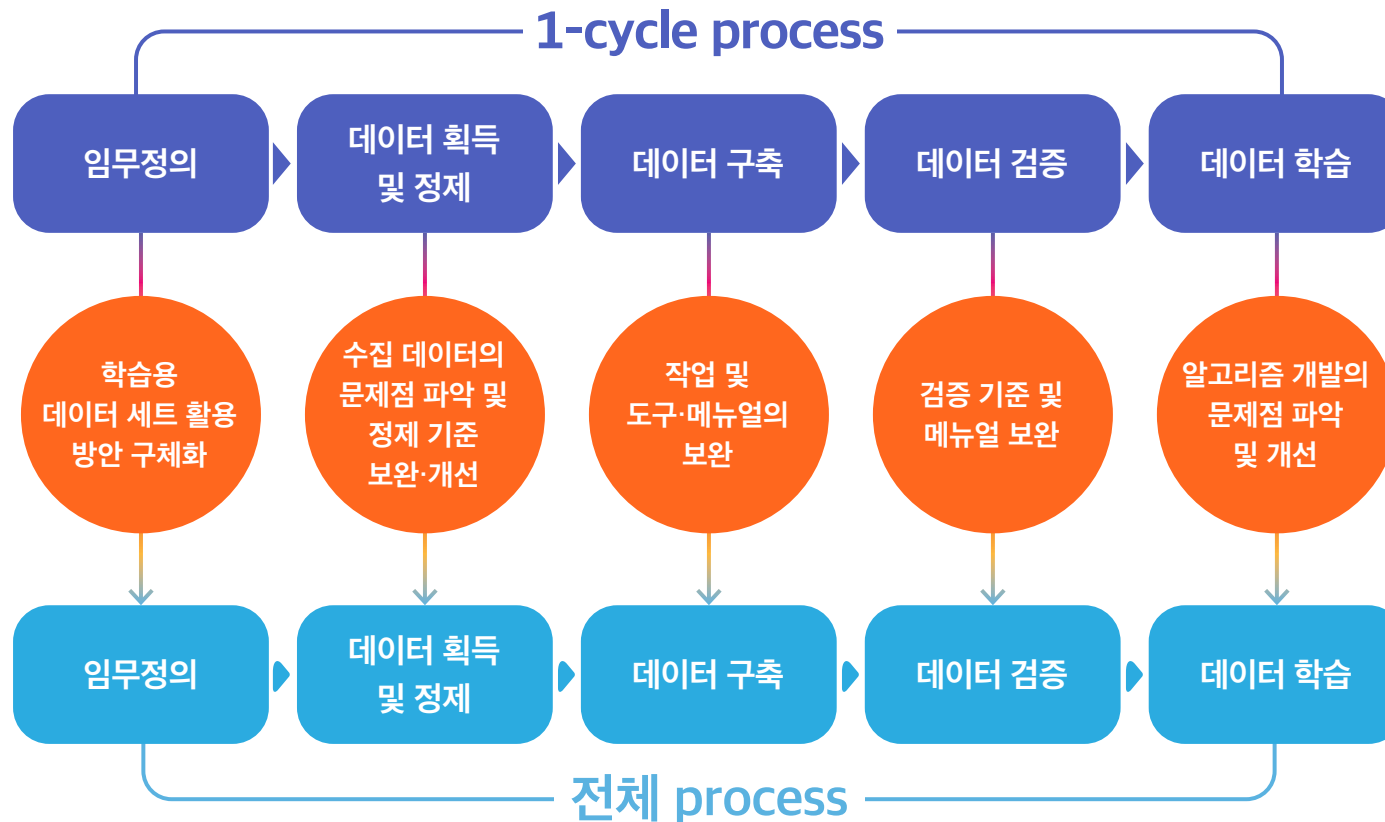 1-cycle process
임무정의
데이터 획득
및 정제
데이터 구축
데이터 검증
데이터 학습
학습용
데이터 세트 활용
방안 구체화
수집 데이터의
문제점 파악 및
정제 기준
보완·개선
작업 및
도구·메뉴얼의
보완
검증 기준 및
메뉴얼 보완
알고리즘 개발의
문제점 파악
및 개선
임무정의
데이터 획득
및 정제
데이터 구축
데이터 검증
데이터 학습
전체 process